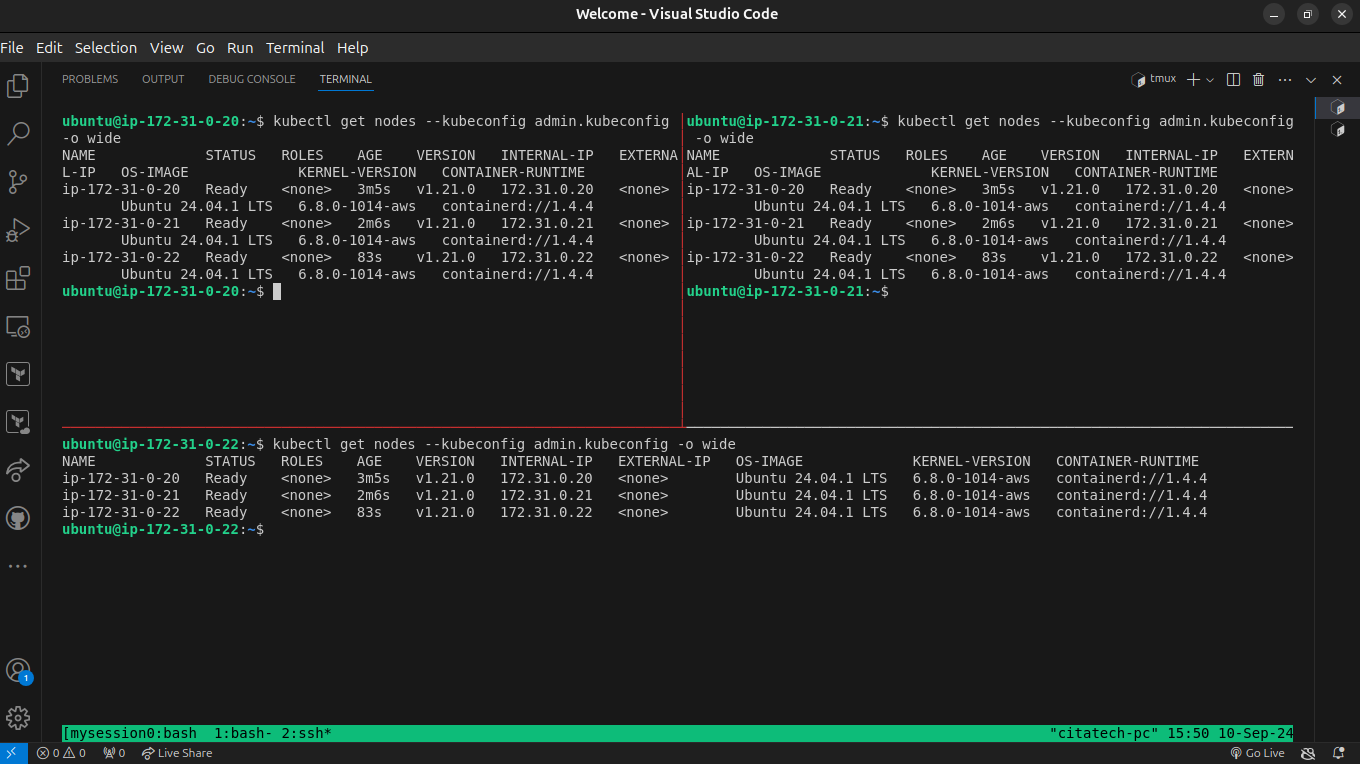 Welcome - Visual Studio Code
File Edit Selection View Go Run Terminal Help
PROBLEMS OUTPUT DEBUG CONSOLE TERMINAL
tmux
ubuntu@ip-172-31-0-20:~$ kubectl get nodes --kubeconfig admin.kubeconfig
-o wide
NAME             STATUS   ROLES    AGE    VERSION   INTERNAL-IP   EXTERNA
L-IP   OS-IMAGE             KERNEL-VERSION   CONTAINER-RUNTIME
ip-172-31-0-20   Ready    <none>   3m5s   v1.21.0   172.31.0.20   <none>
       Ubuntu 24.04.1 LTS   6.8.0-1014-aws   containerd://1.4.4
ip-172-31-0-21   Ready    <none>   2m6s   v1.21.0   172.31.0.21   <none>
       Ubuntu 24.04.1 LTS   6.8.0-1014-aws   containerd://1.4.4
ip-172-31-0-22   Ready    <none>   83s    v1.21.0   172.31.0.22   <none>
       Ubuntu 24.04.1 LTS   6.8.0-1014-aws   containerd://1.4.4
ubuntu@ip-172-31-0-20:~$
ubuntu@ip-172-31-0-21:~$ kubectl get nodes --kubeconfig admin.kubeconfig
 -o wide
NAME             STATUS   ROLES    AGE    VERSION   INTERNAL-IP   EXTERN
AL-IP   OS-IMAGE             KERNEL-VERSION   CONTAINER-RUNTIME
ip-172-31-0-20   Ready    <none>   3m5s   v1.21.0   172.31.0.20   <none>
        Ubuntu 24.04.1 LTS   6.8.0-1014-aws   containerd://1.4.4
ip-172-31-0-21   Ready    <none>   2m6s   v1.21.0   172.31.0.21   <none>
        Ubuntu 24.04.1 LTS   6.8.0-1014-aws   containerd://1.4.4
ip-172-31-0-22   Ready    <none>   83s    v1.21.0   172.31.0.22   <none>
        Ubuntu 24.04.1 LTS   6.8.0-1014-aws   containerd://1.4.4
ubuntu@ip-172-31-0-21:~$
ubuntu@ip-172-31-0-22:~$ kubectl get nodes --kubeconfig admin.kubeconfig -o wide
NAME             STATUS   ROLES    AGE    VERSION   INTERNAL-IP   EXTERNAL-IP   OS-IMAGE             KERNEL-VERSION   CONTAINER-RUNTIME
ip-172-31-0-20   Ready    <none>   3m5s   v1.21.0   172.31.0.20   <none>        Ubuntu 24.04.1 LTS   6.8.0-1014-aws   containerd://1.4.4
ip-172-31-0-21   Ready    <none>   2m6s   v1.21.0   172.31.0.21   <none>        Ubuntu 24.04.1 LTS   6.8.0-1014-aws   containerd://1.4.4
ip-172-31-0-22   Ready    <none>   83s    v1.21.0   172.31.0.22   <none>        Ubuntu 24.04.1 LTS   6.8.0-1014-aws   containerd://1.4.4
ubuntu@ip-172-31-0-22:~$
1
[mysession0:bash  1:bash- 2:ssh* "citatech-pc" 15:50 10-Sep-24
0 0 0 Live Share Go Live